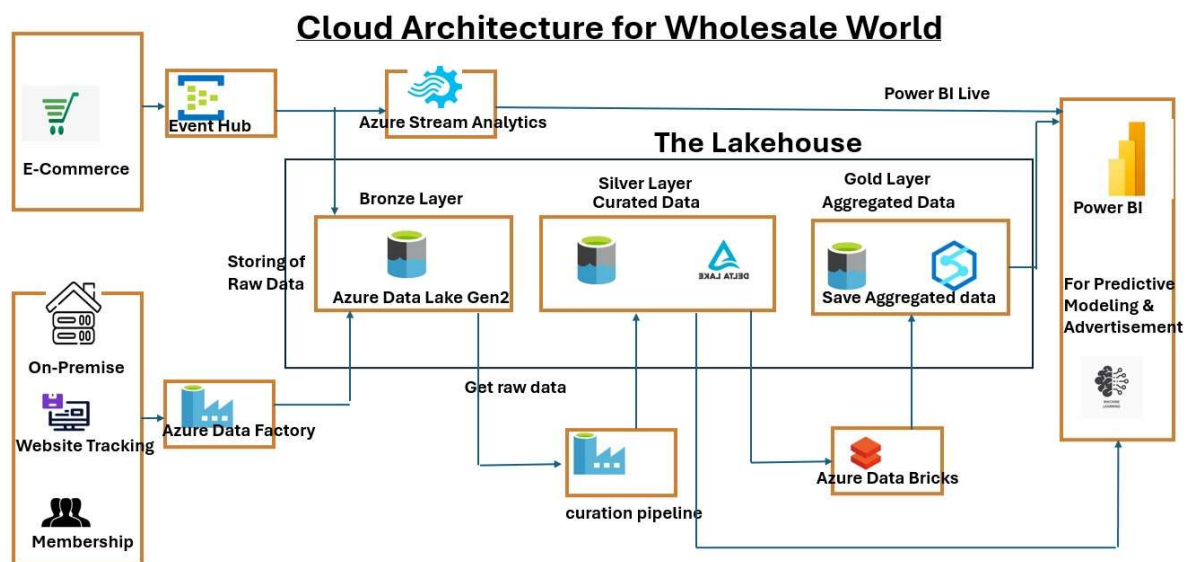 Cloud Architecture for Wholesale World
E-Commerce
Event Hub
Azure Stream Analytics
Power BI Live
The Lakehouse
Bronze Layer
Silver Layer
Curated Data
Gold Layer
Aggregated Data
Power BI
Storing of
Raw Data
Azure Data Lake Gen2
DELTA LAKE
Save Aggregated data
For Predictive
Modeling &
Advertisement
MACHINE
LEARNING
On-Premise
Website Tracking
Membership
Azure Data Factory
Get raw data
curation pipeline
Azure Data Bricks